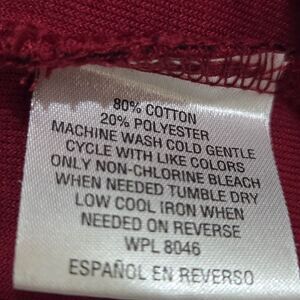 80% COTTON
20% POLYESTER
MACHINE WASH COLD GENTLE
CYCLE WITH LIKE COLORS
ONLY NON-CHLORINE BLEACH
WHEN NEEDED TUMBLE DRY
LOW COOL IRON WHEN
NEEDED ON REVERSE
WPL 8046
ESPAÑOL EN REVERSO